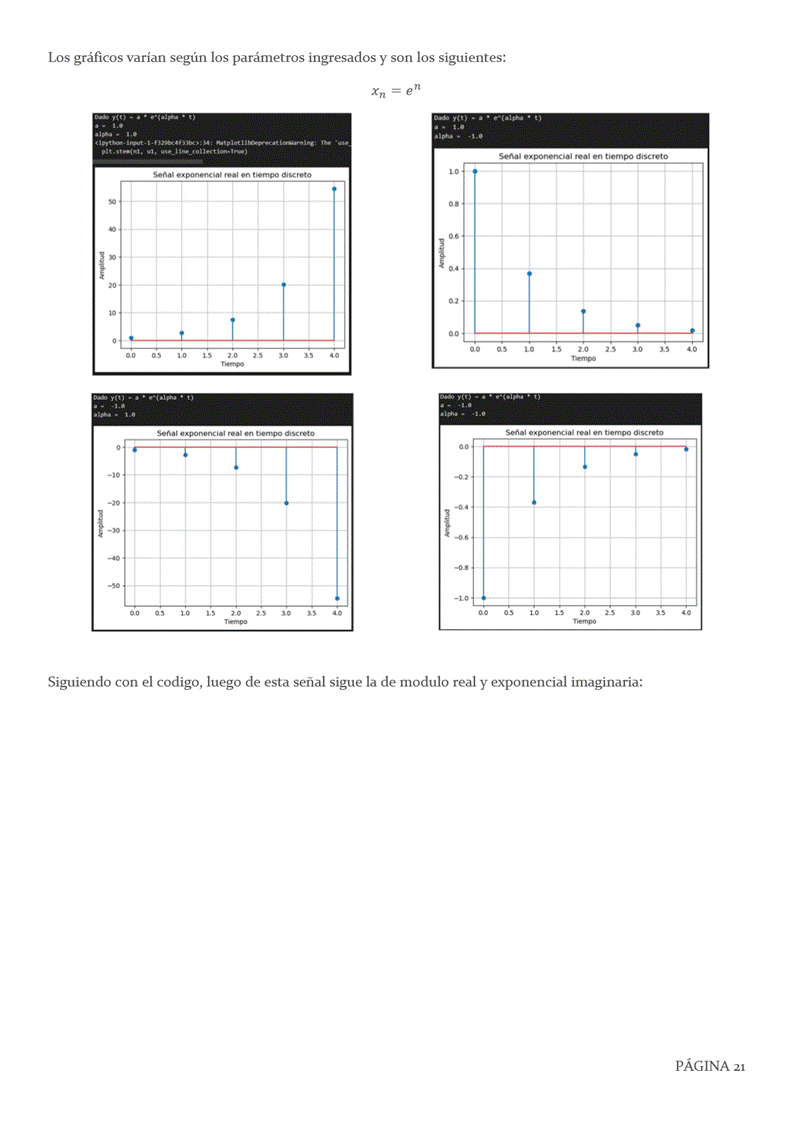 Los gráficos varían según los parámetros ingresados y son los siguientes:
xₙ = eⁿ
Dado y(t) = a * e^(alpha * t)
a =  1.0
alpha =  1.0
<ipython-input-1-f329bc4f33bc>:34: MatplotlibDeprecationWarning: The 'use_
plt.stem(n1, u1, use_line_collection=True)
Señal exponencial real en tiempo discreto
Amplitud
50
40
30
20
10
0
0.0 0.5 1.0 1.5 2.0 2.5 3.0 3.5 4.0
Tiempo
Dado y(t) = a * e^(alpha * t)
a =  1.0
alpha =  -1.0
Señal exponencial real en tiempo discreto
Amplitud
1.0
0.8
0.6
0.4
0.2
0.0
0.0 0.5 1.0 1.5 2.0 2.5 3.0 3.5 4.0
Tiempo
Dado y(t) = a * e^(alpha * t)
a =  -1.0
alpha =  1.0
Señal exponencial real en tiempo discreto
Amplitud
0
−10
−20
−30
−40
−50
0.0 0.5 1.0 1.5 2.0 2.5 3.0 3.5 4.0
Tiempo
Dado y(t) = a * e^(alpha * t)
a =  -1.0
alpha =  -1.0
Señal exponencial real en tiempo discreto
Amplitud
0.0
−0.2
−0.4
−0.6
−0.8
−1.0
0.0 0.5 1.0 1.5 2.0 2.5 3.0 3.5 4.0
Tiempo
Siguiendo con el codigo, luego de esta señal sigue la de modulo real y exponencial imaginaria:
PÁGINA 21